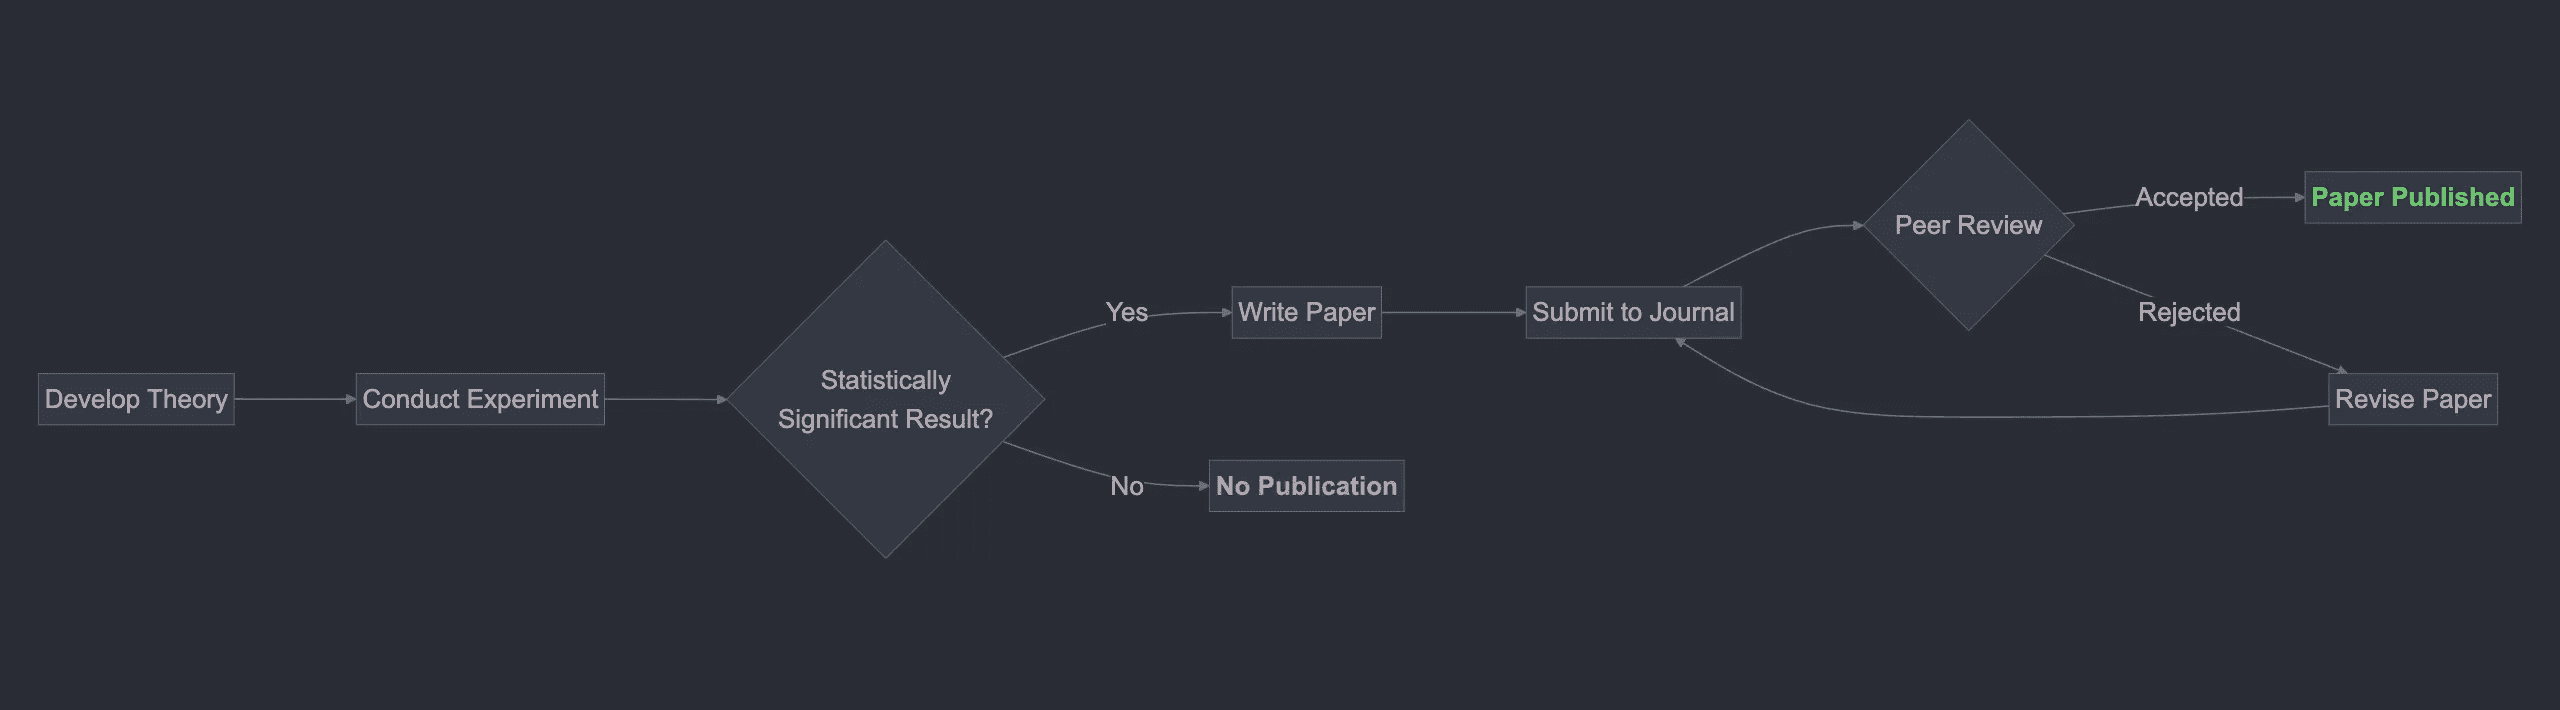 Develop Theory
Conduct Experiment
Statistically
Significant Result?
Yes
No
Write Paper
No Publication
Submit to Journal
Peer Review
Accepted
Rejected
Paper Published
Revise Paper